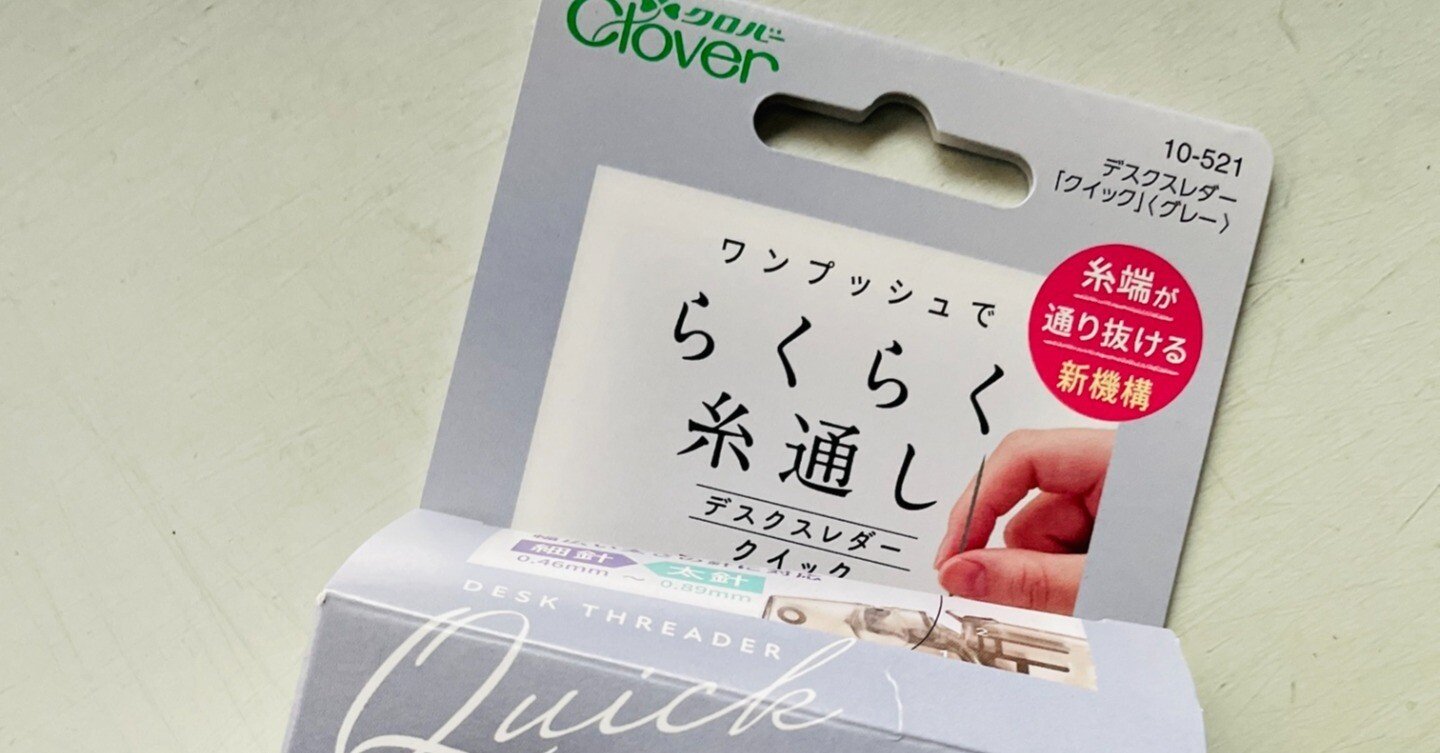 Clover クロバー
10-521
デスクスレダー
「クイック」〈グレー〉
ワンプッシュで
らくらく
糸通し
デスクスレダー
クイック
糸端が
通り抜ける
新機構
細針 太針
0.46mm ～ 0.89mm
DESK THREADER
Quick